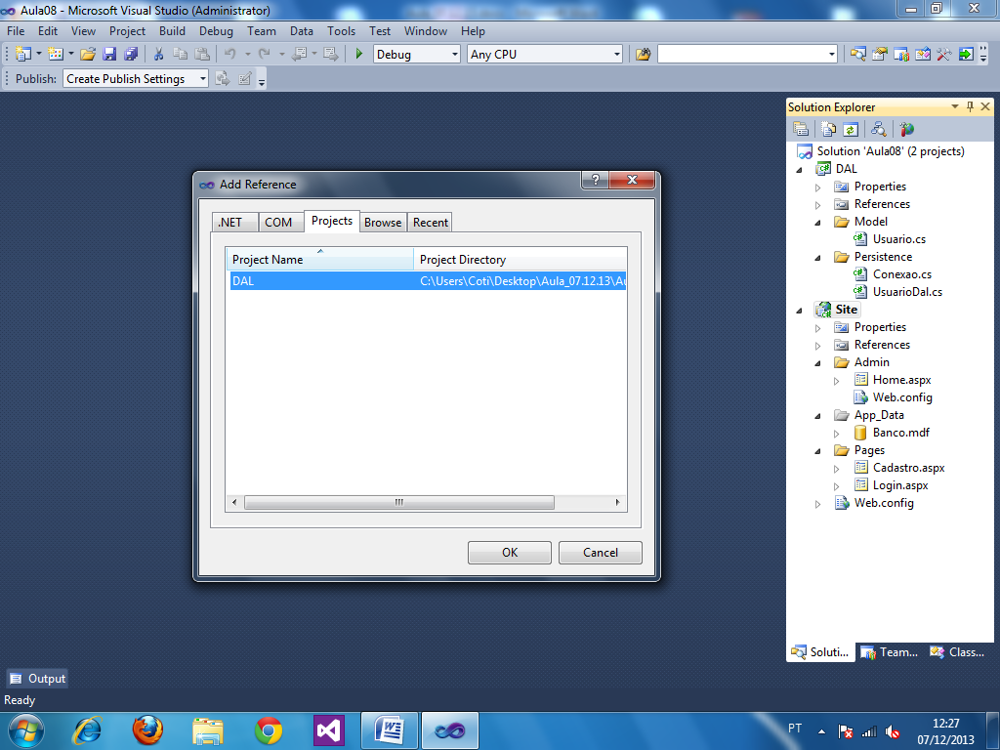 Aula08 - Microsoft Visual Studio (Administrator)
File Edit View Project Build Debug Team Data Tools Test Window Help
Debug Any CPU
Publish: Create Publish Settings
Solution Explorer
Solution 'Aula08' (2 projects)
DAL
Properties
References
Model
Usuario.cs
Persistence
Conexao.cs
UsuarioDal.cs
Site
Properties
References
Admin
Home.aspx
Web.config
App_Data
Banco.mdf
Pages
Cadastro.aspx
Login.aspx
Web.config
Soluti... Team... Class...
Add Reference
?
.NET COM Projects Browse Recent
Project Name Project Directory
DAL C:\Users\Coti\Desktop\Aula_07.12.13\Au
OK Cancel
Output
Ready
PT
12:27
07/12/2013